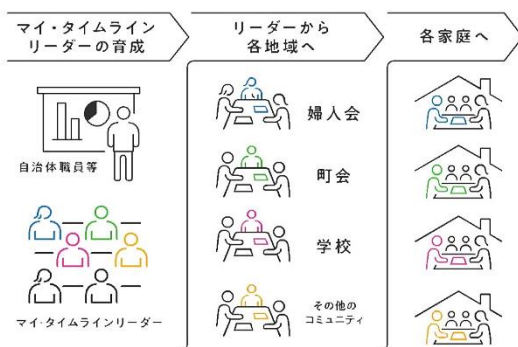 マイ・タイムライン
リーダーの育成
リーダーから
各地域へ
各家庭へ
自治体職員等
マイ・タイムラインリーダー
婦人会
町会
学校
その他の
コミュニティ